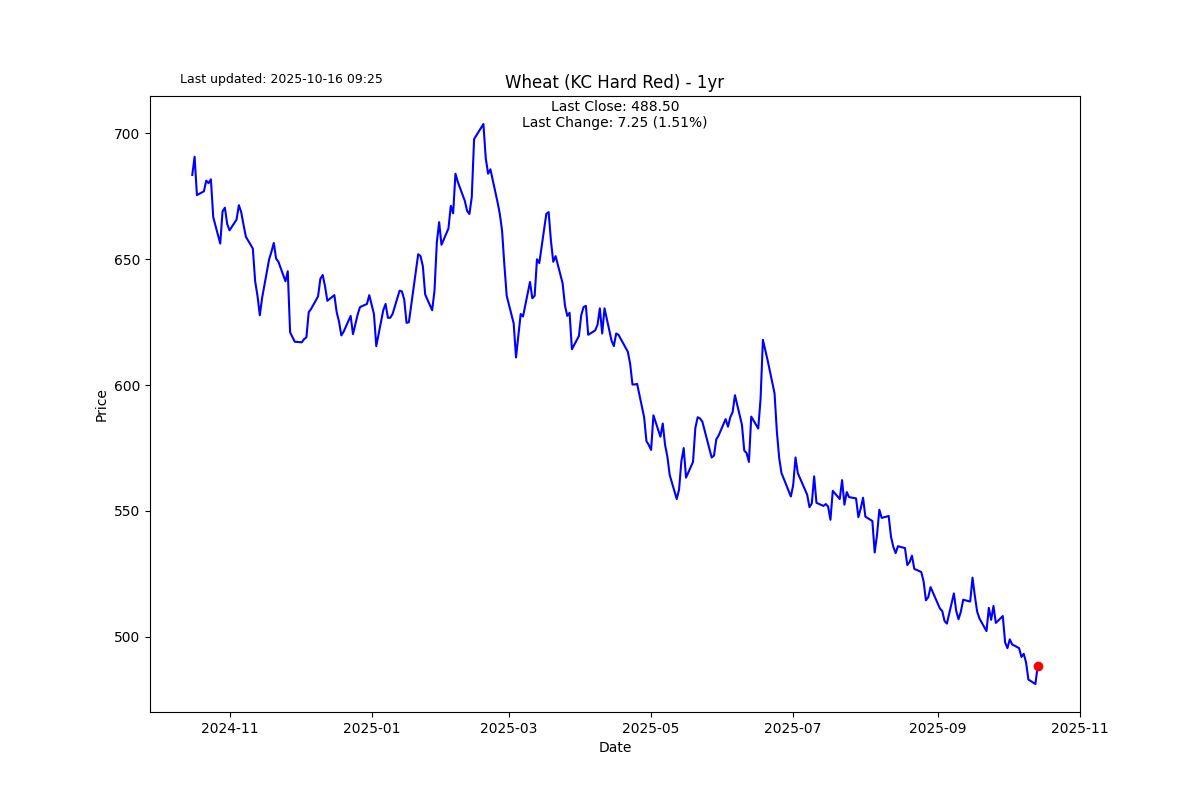 Last updated: 2025-10-16 09:25
Wheat (KC Hard Red) - 1yr
Last Close: 488.50
Last Change: 7.25 (1.51%)
700
650
600
550
500
Price
2024-11
2025-01
2025-03
2025-05
2025-07
2025-09
2025-11
Date